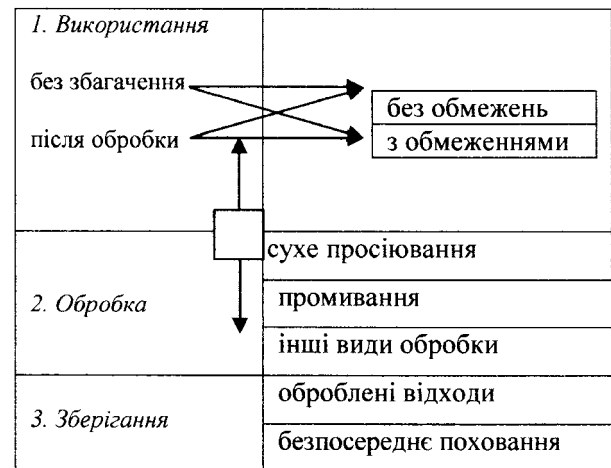 1. Використання
без збагачення
після обробки
без обмежень
з обмеженнями
2. Обробка
сухе просіювання
промивання
інші види обробки
3. Зберігання
оброблені відходи
безпосереднє поховання